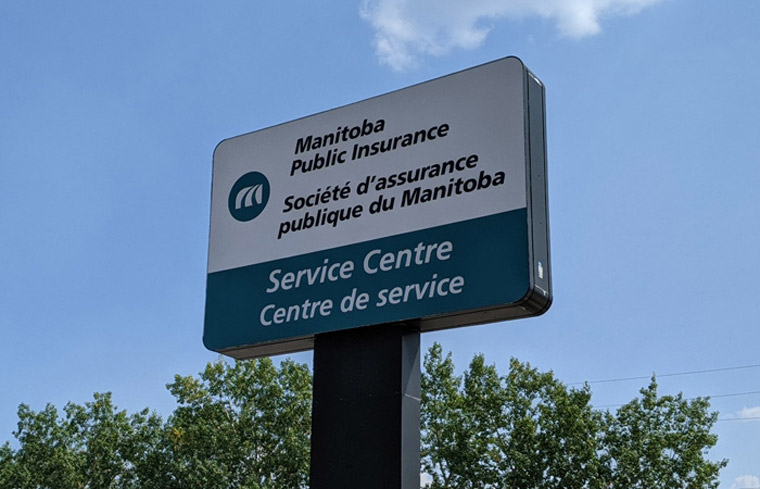 Manitoba
Public Insurance
Société d'assurance
publique du Manitoba
Service Centre
Centre de service